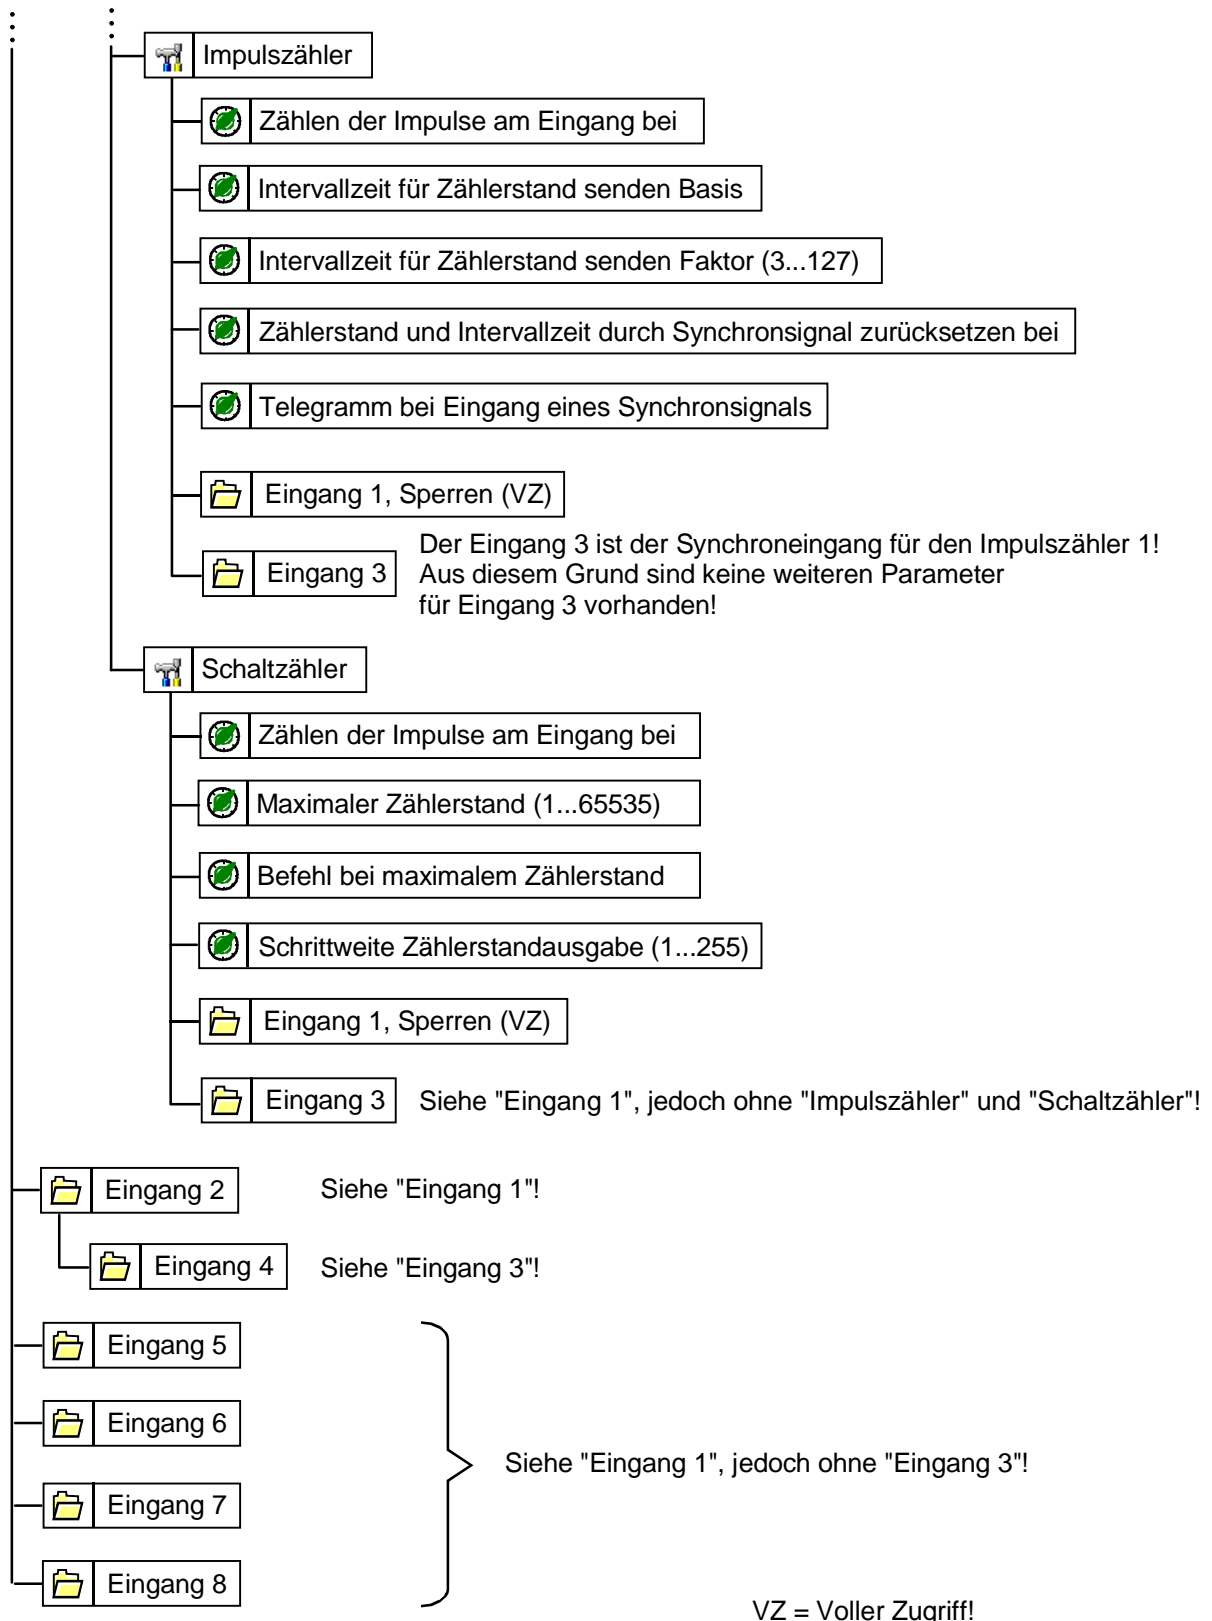 Impulszähler
Zählen der Impulse am Eingang bei
Intervallzeit für Zählerstand senden Basis
Intervallzeit für Zählerstand senden Faktor (3...127)
Zählerstand und Intervallzeit durch Synchronsignal zurücksetzen bei
Telegramm bei Eingang eines Synchronsignals
Eingang 1, Sperren (VZ)
Eingang 3
Der Eingang 3 ist der Synchroneingang für den Impulszähler 1!
Aus diesem Grund sind keine weiteren Parameter
für Eingang 3 vorhanden!
Schaltzähler
Zählen der Impulse am Eingang bei
Maximaler Zählerstand (1...65535)
Befehl bei maximalem Zählerstand
Schrittweite Zählerstandausgabe (1...255)
Eingang 1, Sperren (VZ)
Eingang 3 Siehe "Eingang 1", jedoch ohne "Impulszähler" und "Schaltzähler"!
Eingang 2 Siehe "Eingang 1"!
Eingang 4 Siehe "Eingang 3"!
Eingang 5
Eingang 6
Siehe "Eingang 1", jedoch ohne "Eingang 3"!
Eingang 7
Eingang 8
VZ = Voller Zugriff!